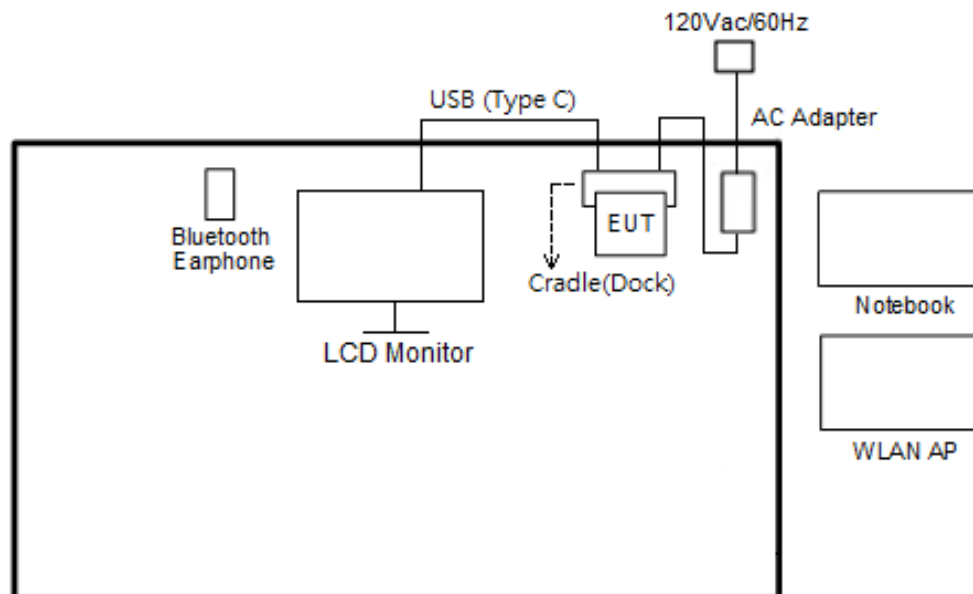 120Vac/60Hz
USB (Type C)
AC Adapter
EUT
Bluetooth
Earphone
Cradle(Dock)
Notebook
LCD Monitor
WLAN AP